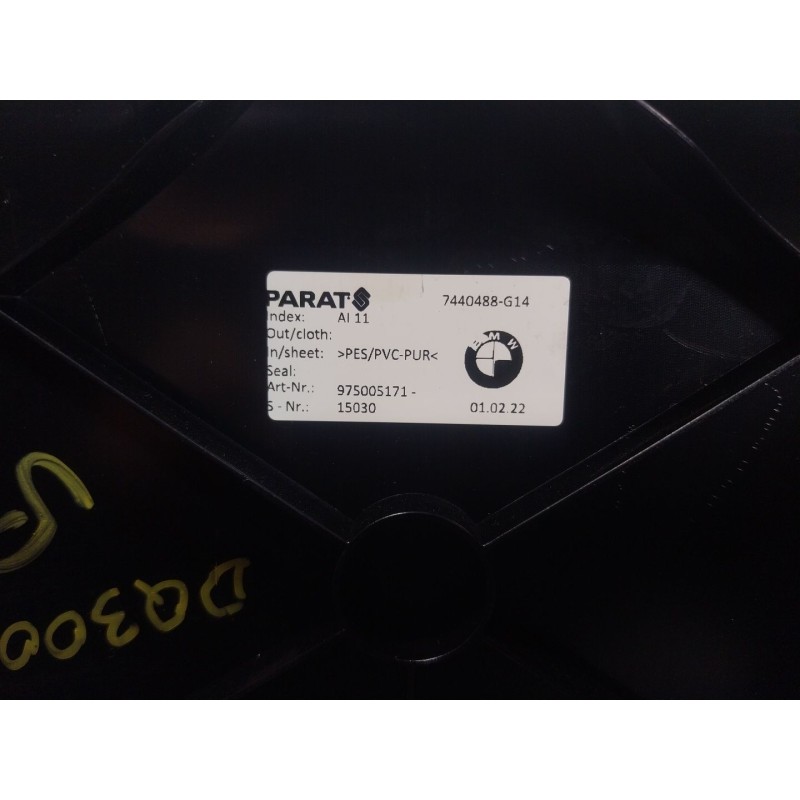 PARAT 7440488-G14
Index: AI 11
Out/cloth:
In/sheet: >PES/PVC-PUR<
Seal:
BMW
Art-Nr.: 975005171 -
S - Nr.: 15030 01.02.22
DQ300